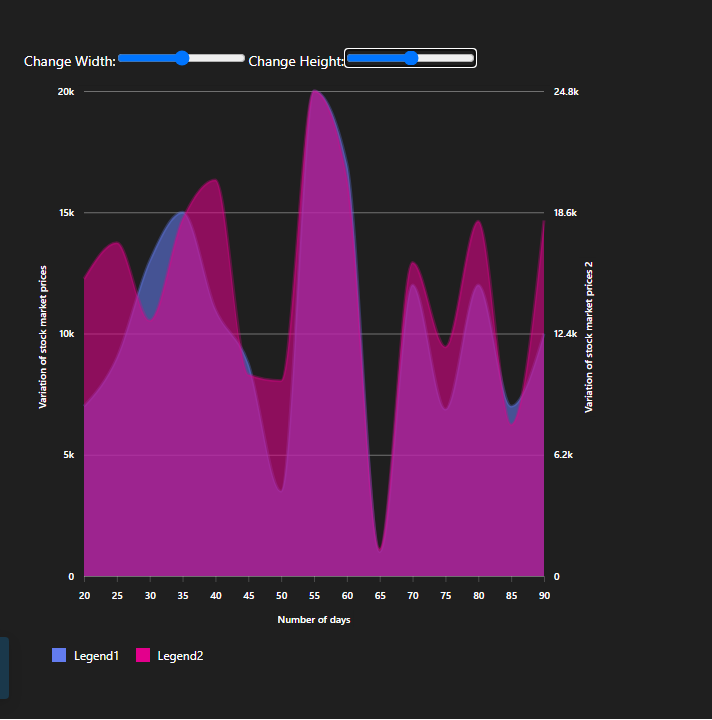 Change Width: Change Height:
20k 24.8k
15k 18.6k
10k 12.4k
5k 6.2k
0 0
Variation of stock market prices
Variation of stock market prices 2
20 25 30 35 40 45 50 55 60 65 70 75 80 85 90
Number of days
Legend1 Legend2